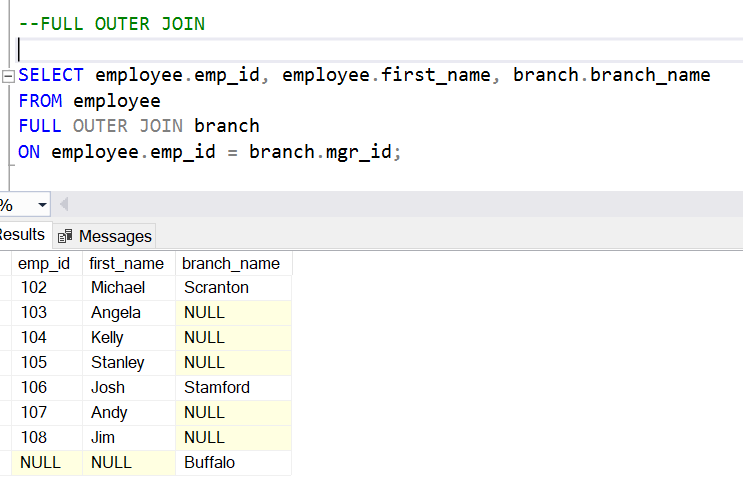 --FULL OUTER JOIN
SELECT employee.emp_id, employee.first_name, branch.branch_name
FROM employee
FULL OUTER JOIN branch
ON employee.emp_id = branch.mgr_id;
%
Results Messages
emp_id first_name branch_name
102 Michael Scranton
103 Angela NULL
104 Kelly NULL
105 Stanley NULL
106 Josh Stamford
107 Andy NULL
108 Jim NULL
NULL NULL Buffalo